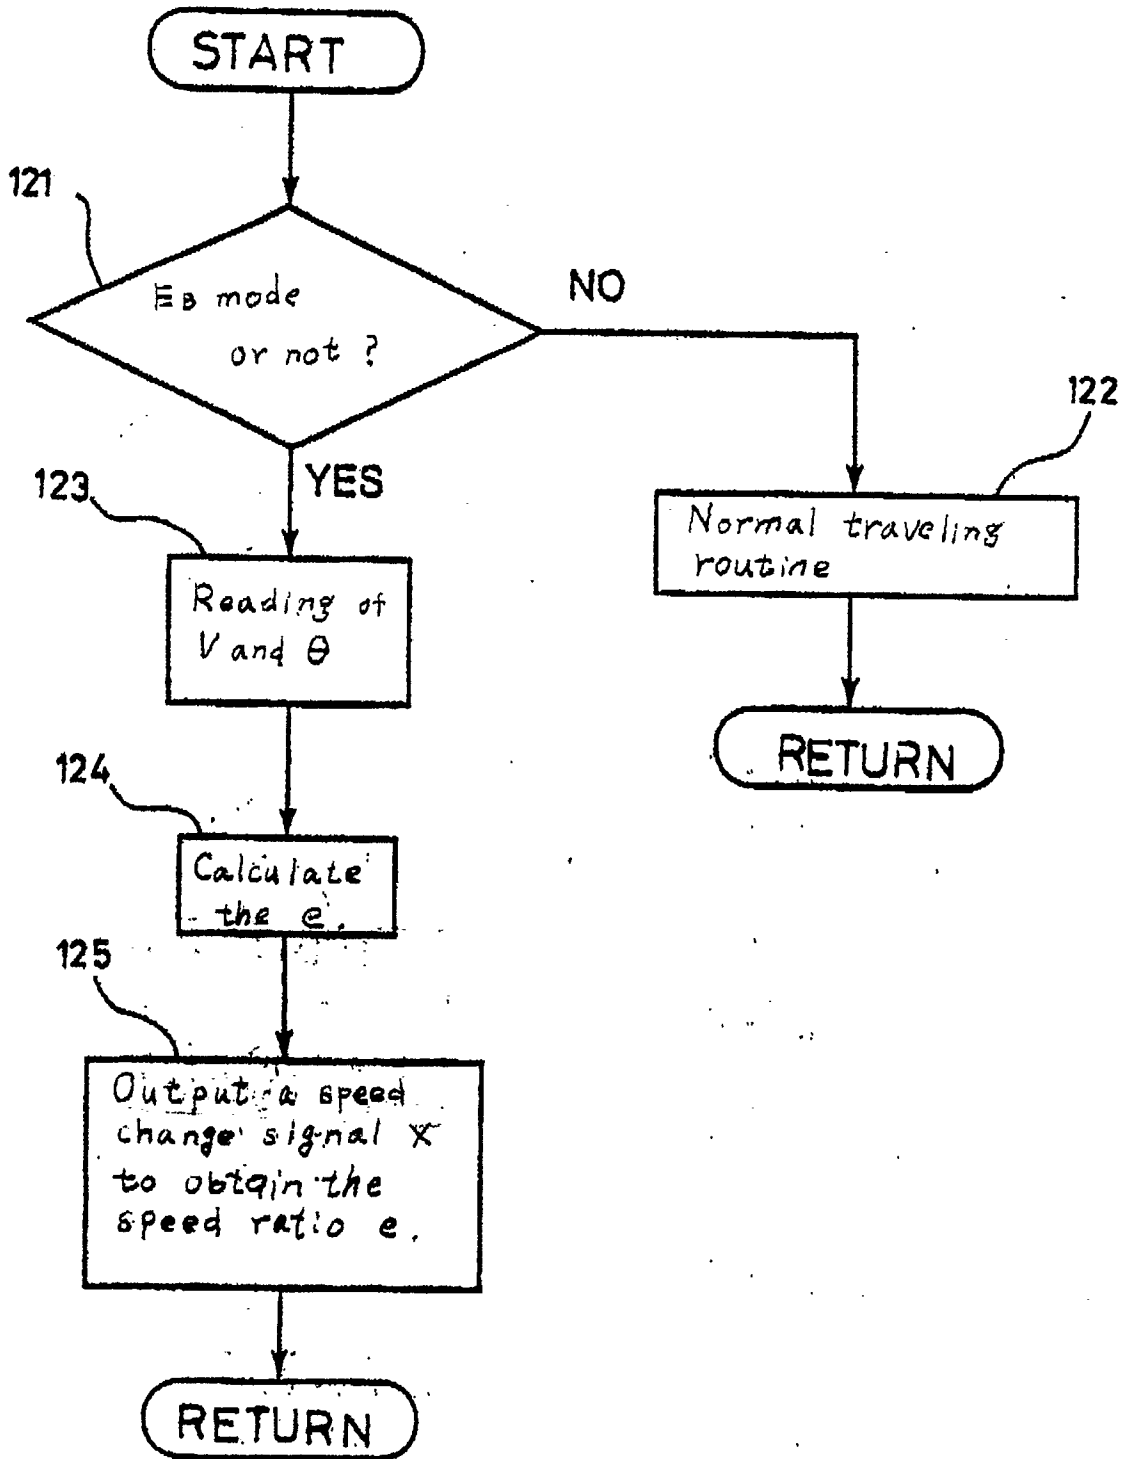 START
121
EB mode
or not ?
NO
122
YES
123
Normal traveling
routine
Reading of
V and θ
RETURN
124
Calculate
the e.
125
Output a speed
change signal x
to obtain the
speed ratio e.
RETURN